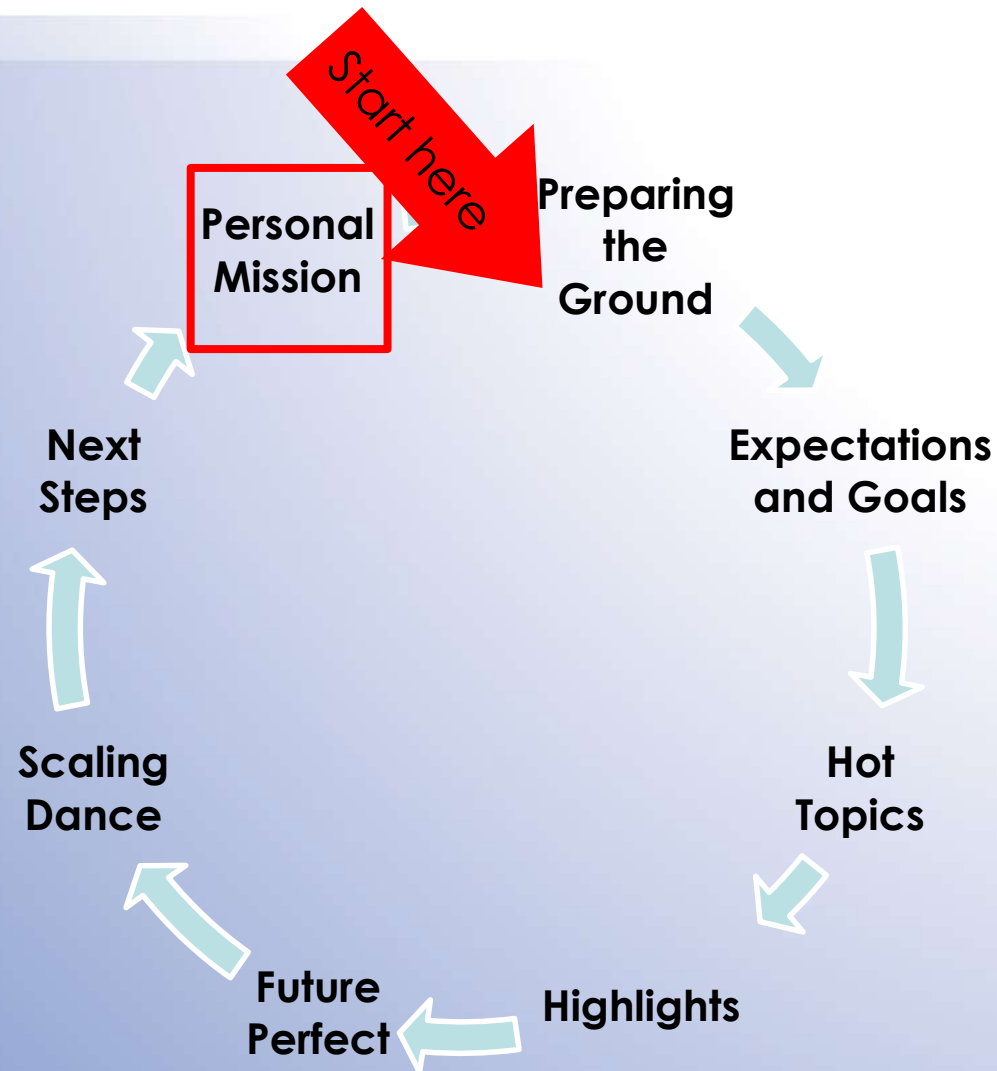 Start here
Preparing
the
Ground
Expectations
and Goals
Hot
Topics
Highlights
Future
Perfect
Scaling
Dance
Next
Steps
Personal
Mission